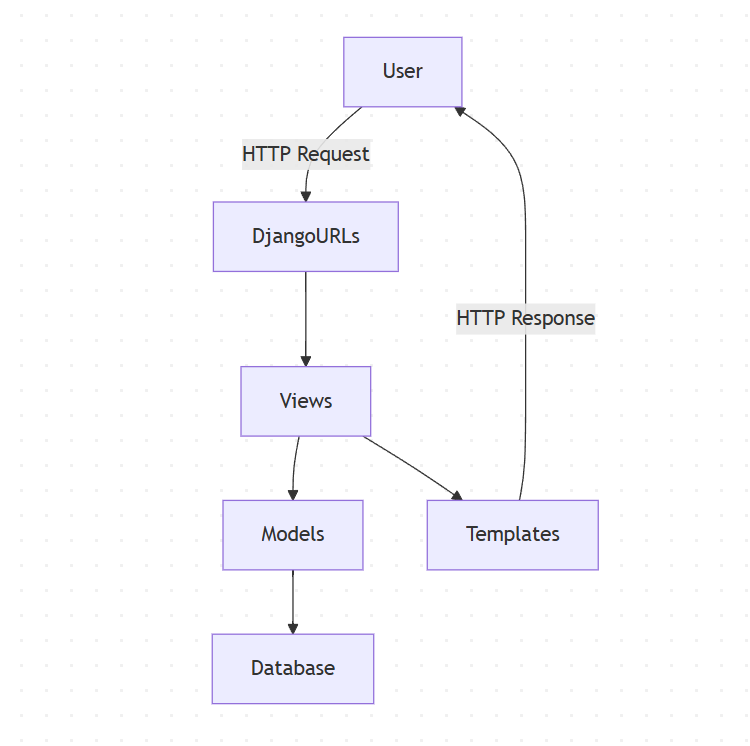 User
HTTP Request
DjangoURLs
HTTP Response
Views
Models
Templates
Database